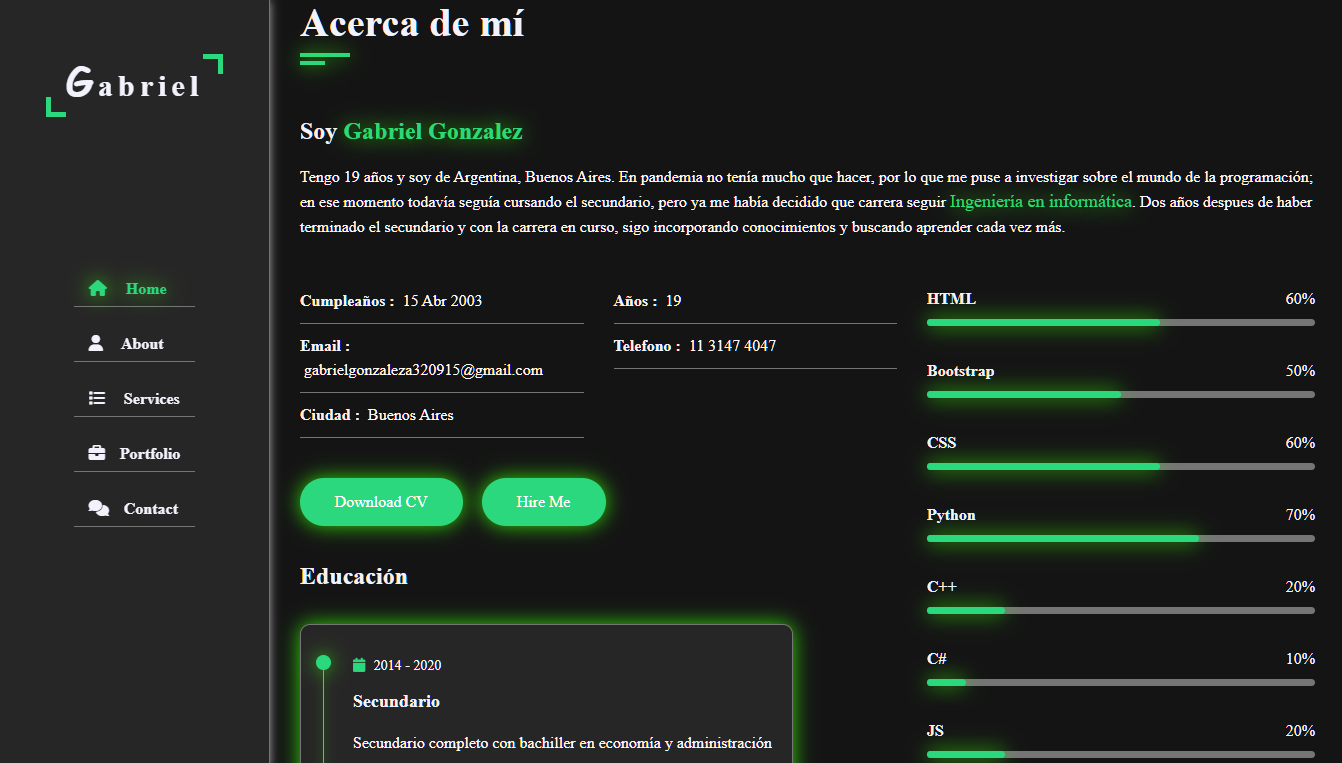 Gabriel
Home
About
Services
Portfolio
Contact
Acerca de mí
Soy Gabriel Gonzalez
Tengo 19 años y soy de Argentina, Buenos Aires. En pandemia no tenía mucho que hacer, por lo que me puse a investigar sobre el mundo de la programación;
en ese momento todavía seguía cursando el secundario, pero ya me había decidido que carrera seguir Ingeniería en informática. Dos años despues de haber
terminado el secundario y con la carrera en curso, sigo incorporando conocimientos y buscando aprender cada vez más.
Cumpleaños : 15 Abr 2003
Años : 19
Email :
gabrielgonzaleza320915@gmail.com
Telefono : 11 3147 4047
Ciudad : Buenos Aires
Download CV
Hire Me
Educación
2014 - 2020
Secundario
Secundario completo con bachiller en economía y administración
HTML 60%
Bootstrap 50%
CSS 60%
Python 70%
C++ 20%
C# 10%
JS 20%